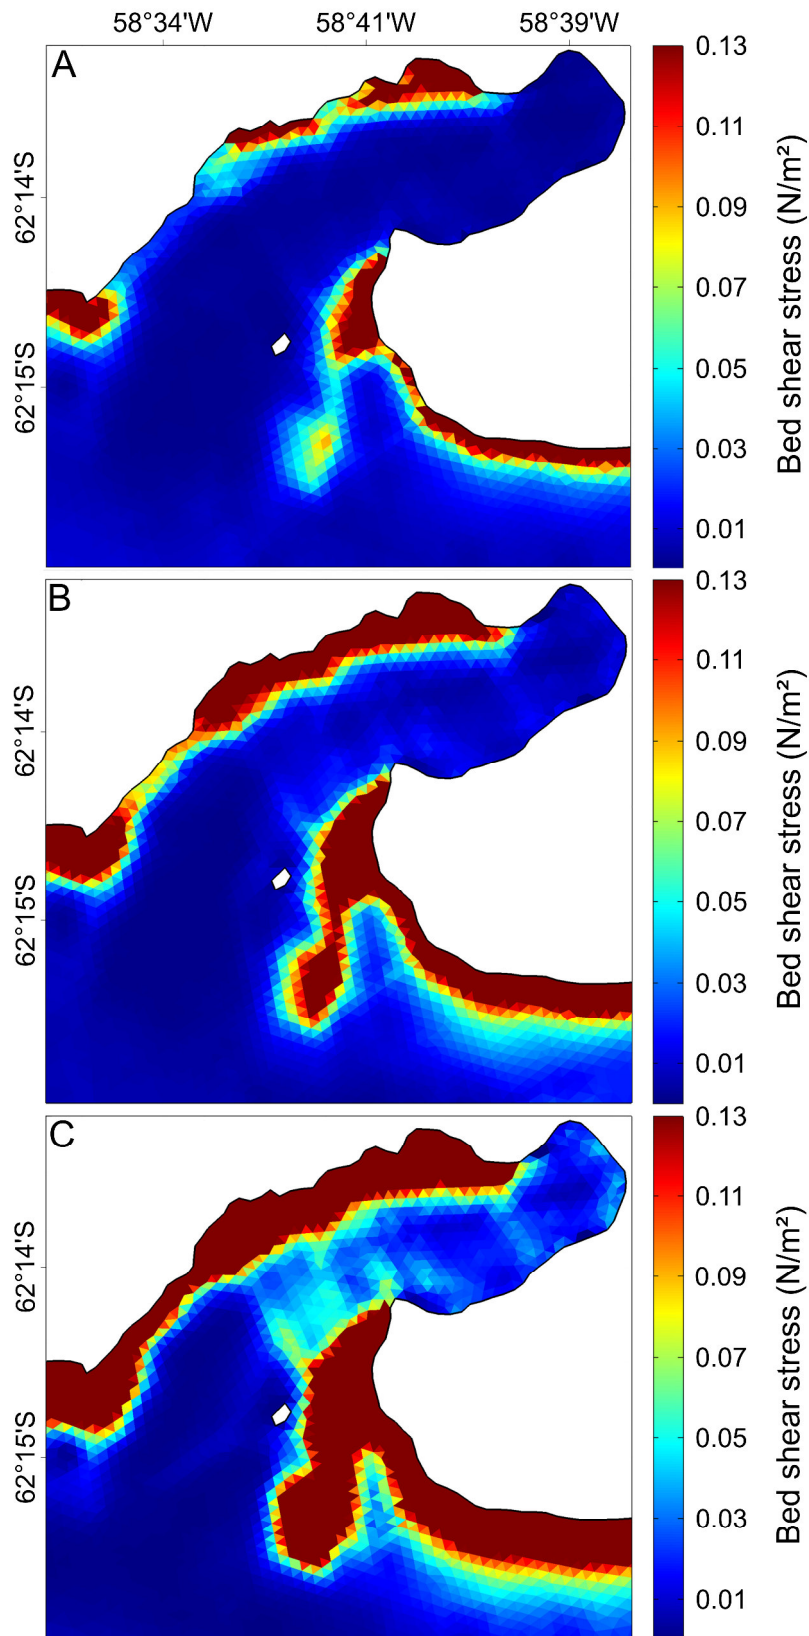 58°34'W 58°41'W 58°39'W
A
62°14'S
62°15'S
0.13
0.11
0.09
0.07
0.05
0.03
0.01
Bed shear stress (N/m²)
B
62°14'S
62°15'S
0.13
0.11
0.09
0.07
0.05
0.03
0.01
Bed shear stress (N/m²)
C
62°14'S
62°15'S
0.13
0.11
0.09
0.07
0.05
0.03
0.01
Bed shear stress (N/m²)